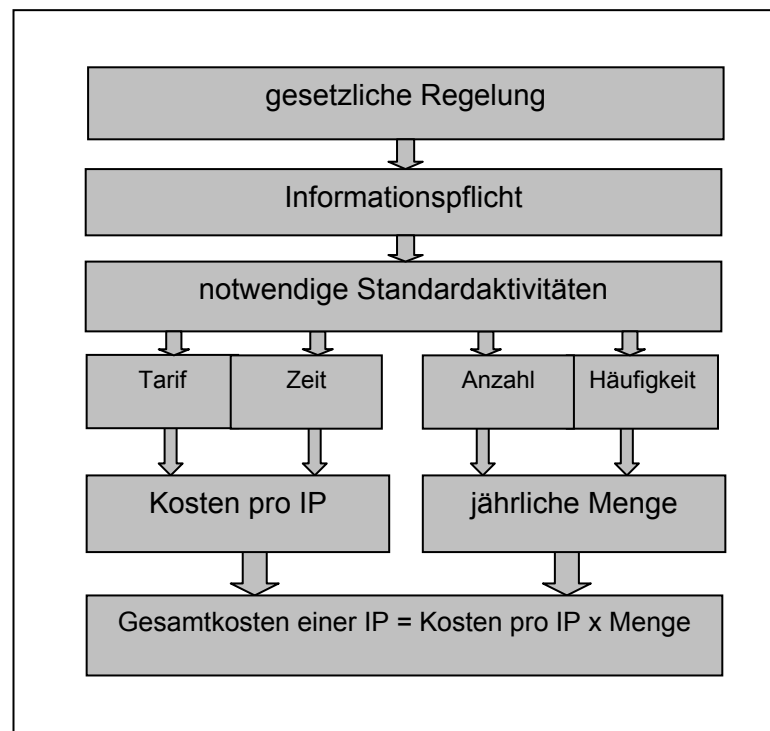 gesetzliche Regelung
Informationspflicht
notwendige Standardaktivitäten
Tarif
Zeit
Anzahl
Häufigkeit
Kosten pro IP
jährliche Menge
Gesamtkosten einer IP = Kosten pro IP x Menge